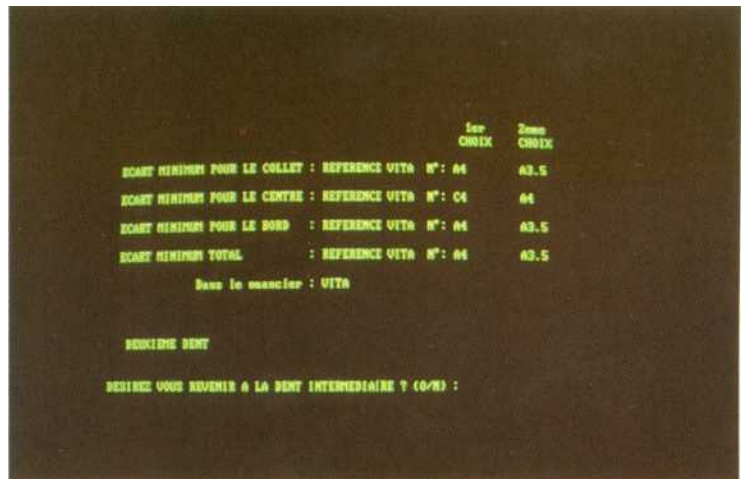 1er 2eme
CHOIX CHOIX
ECART MINIMUM POUR LE COLLET : REFERENCE VITA N°: A4 A3.5
ECART MINIMUM POUR LE CENTRE : REFERENCE VITA N°: C4 A4
ECART MINIMUM POUR LE BORD : REFERENCE VITA N°: A4 A3.5
ECART MINIMUM TOTAL : REFERENCE VITA N°: A4 A3.5
Dans le nuancier : VITA
DEUXIEME DENT
DESIREZ VOUS REVENIR A LA DENT INTERMEDIAIRE ? (O/N) :